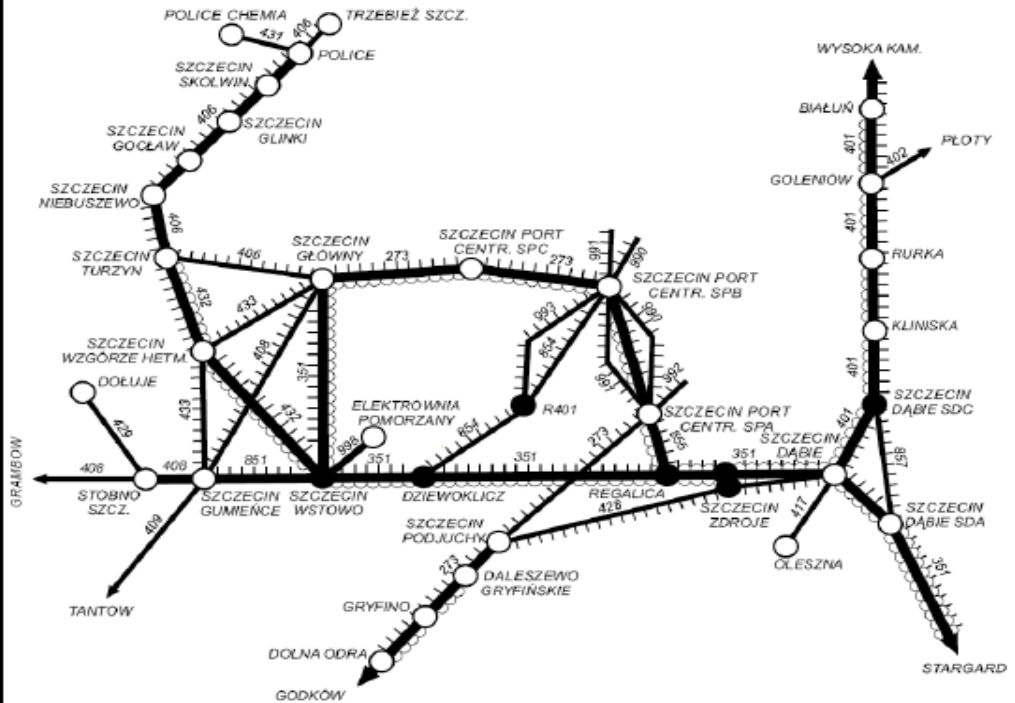 POLICE CHEMIA
TRZEBIEŻ SZCZ.
431
406
POLICE
SZCZECIN
SKOLWIN
406
SZCZECIN
GLINKI
SZCZECIN
GOCŁAW
SZCZECIN
NIEBUSZEWO
406
SZCZECIN
TURZYN
406
SZCZECIN
GŁÓWNY
273
SZCZECIN PORT
CENTR. SPC
273
991
990
SZCZECIN PORT
CENTR. SPB
432
433
408
351
993
854
990
991
992
SZCZECIN
WZGÓRZE HETM.
DOŁUJE
433
432
ELEKTROWNIA
POMORZANY
998
R401
854
SZCZECIN PORT
CENTR. SPA
273
855
429
GRAMBOW
408
408
851
351
351
351
STOBNO
SZCZ.
SZCZECIN
GUMIEŃCE
SZCZECIN
WSTOWO
DZIEWOKLICZ
REGALICA
SZCZECIN
ZDROJE
SZCZECIN
DĄBIE
409
TANTOW
SZCZECIN
PODJUCHY
428
273
DALESZEWO
GRYFIŃSKIE
GRYFINO
DOLNA ODRA
GODKÓW
WYSOKA KAM.
BIAŁUŃ
401
402
PŁOTY
GOLENIÓW
401
RURKA
KLINISKA
401
SZCZECIN
DĄBIE SDC
401
857
417
OLESZNA
SZCZECIN
DĄBIE SDA
351
STARGARD